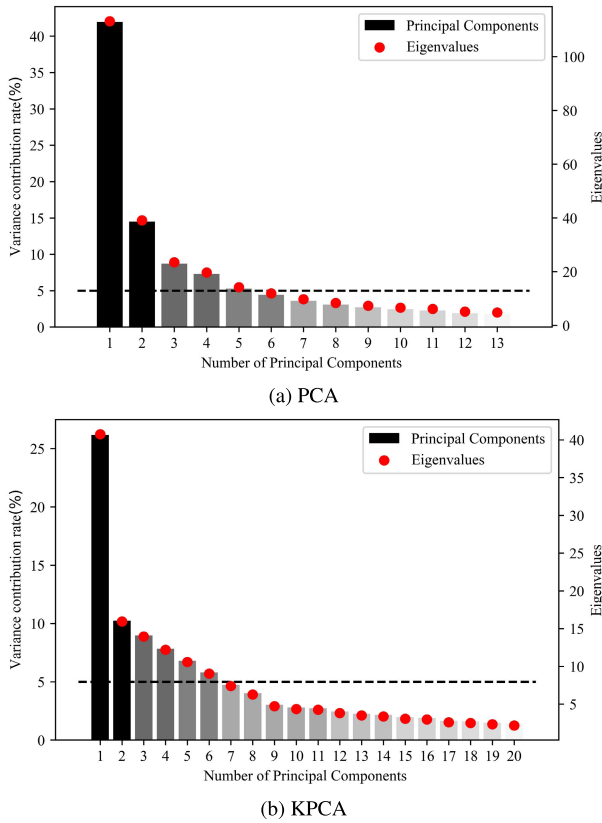 Principal Components
Eigenvalues
40
35
30
25
20
15
10
5
0
100
80
60
40
20
0
Variance contribution rate(%)
Eigenvalues
1 2 3 4 5 6 7 8 9 10 11 12 13
Number of Principal Components
(a) PCA
Principal Components
Eigenvalues
25
20
15
10
5
0
40
35
30
25
20
15
10
5
Variance contribution rate(%)
Eigenvalues
1 2 3 4 5 6 7 8 9 10 11 12 13 14 15 16 17 18 19 20
Number of Principal Components
(b) KPCA